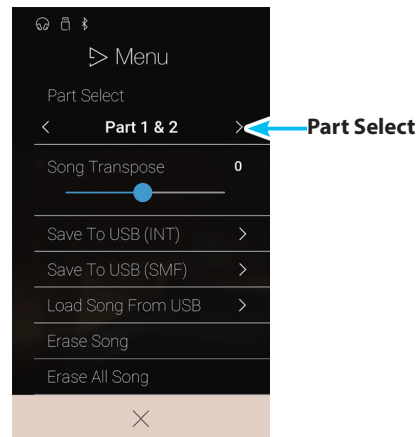 Menu
Part Select
Part 1 & 2
Part Select
Song Transpose 0
Save To USB (INT)
Save To USB (SMF)
Load Song From USB
Erase Song
Erase All Song